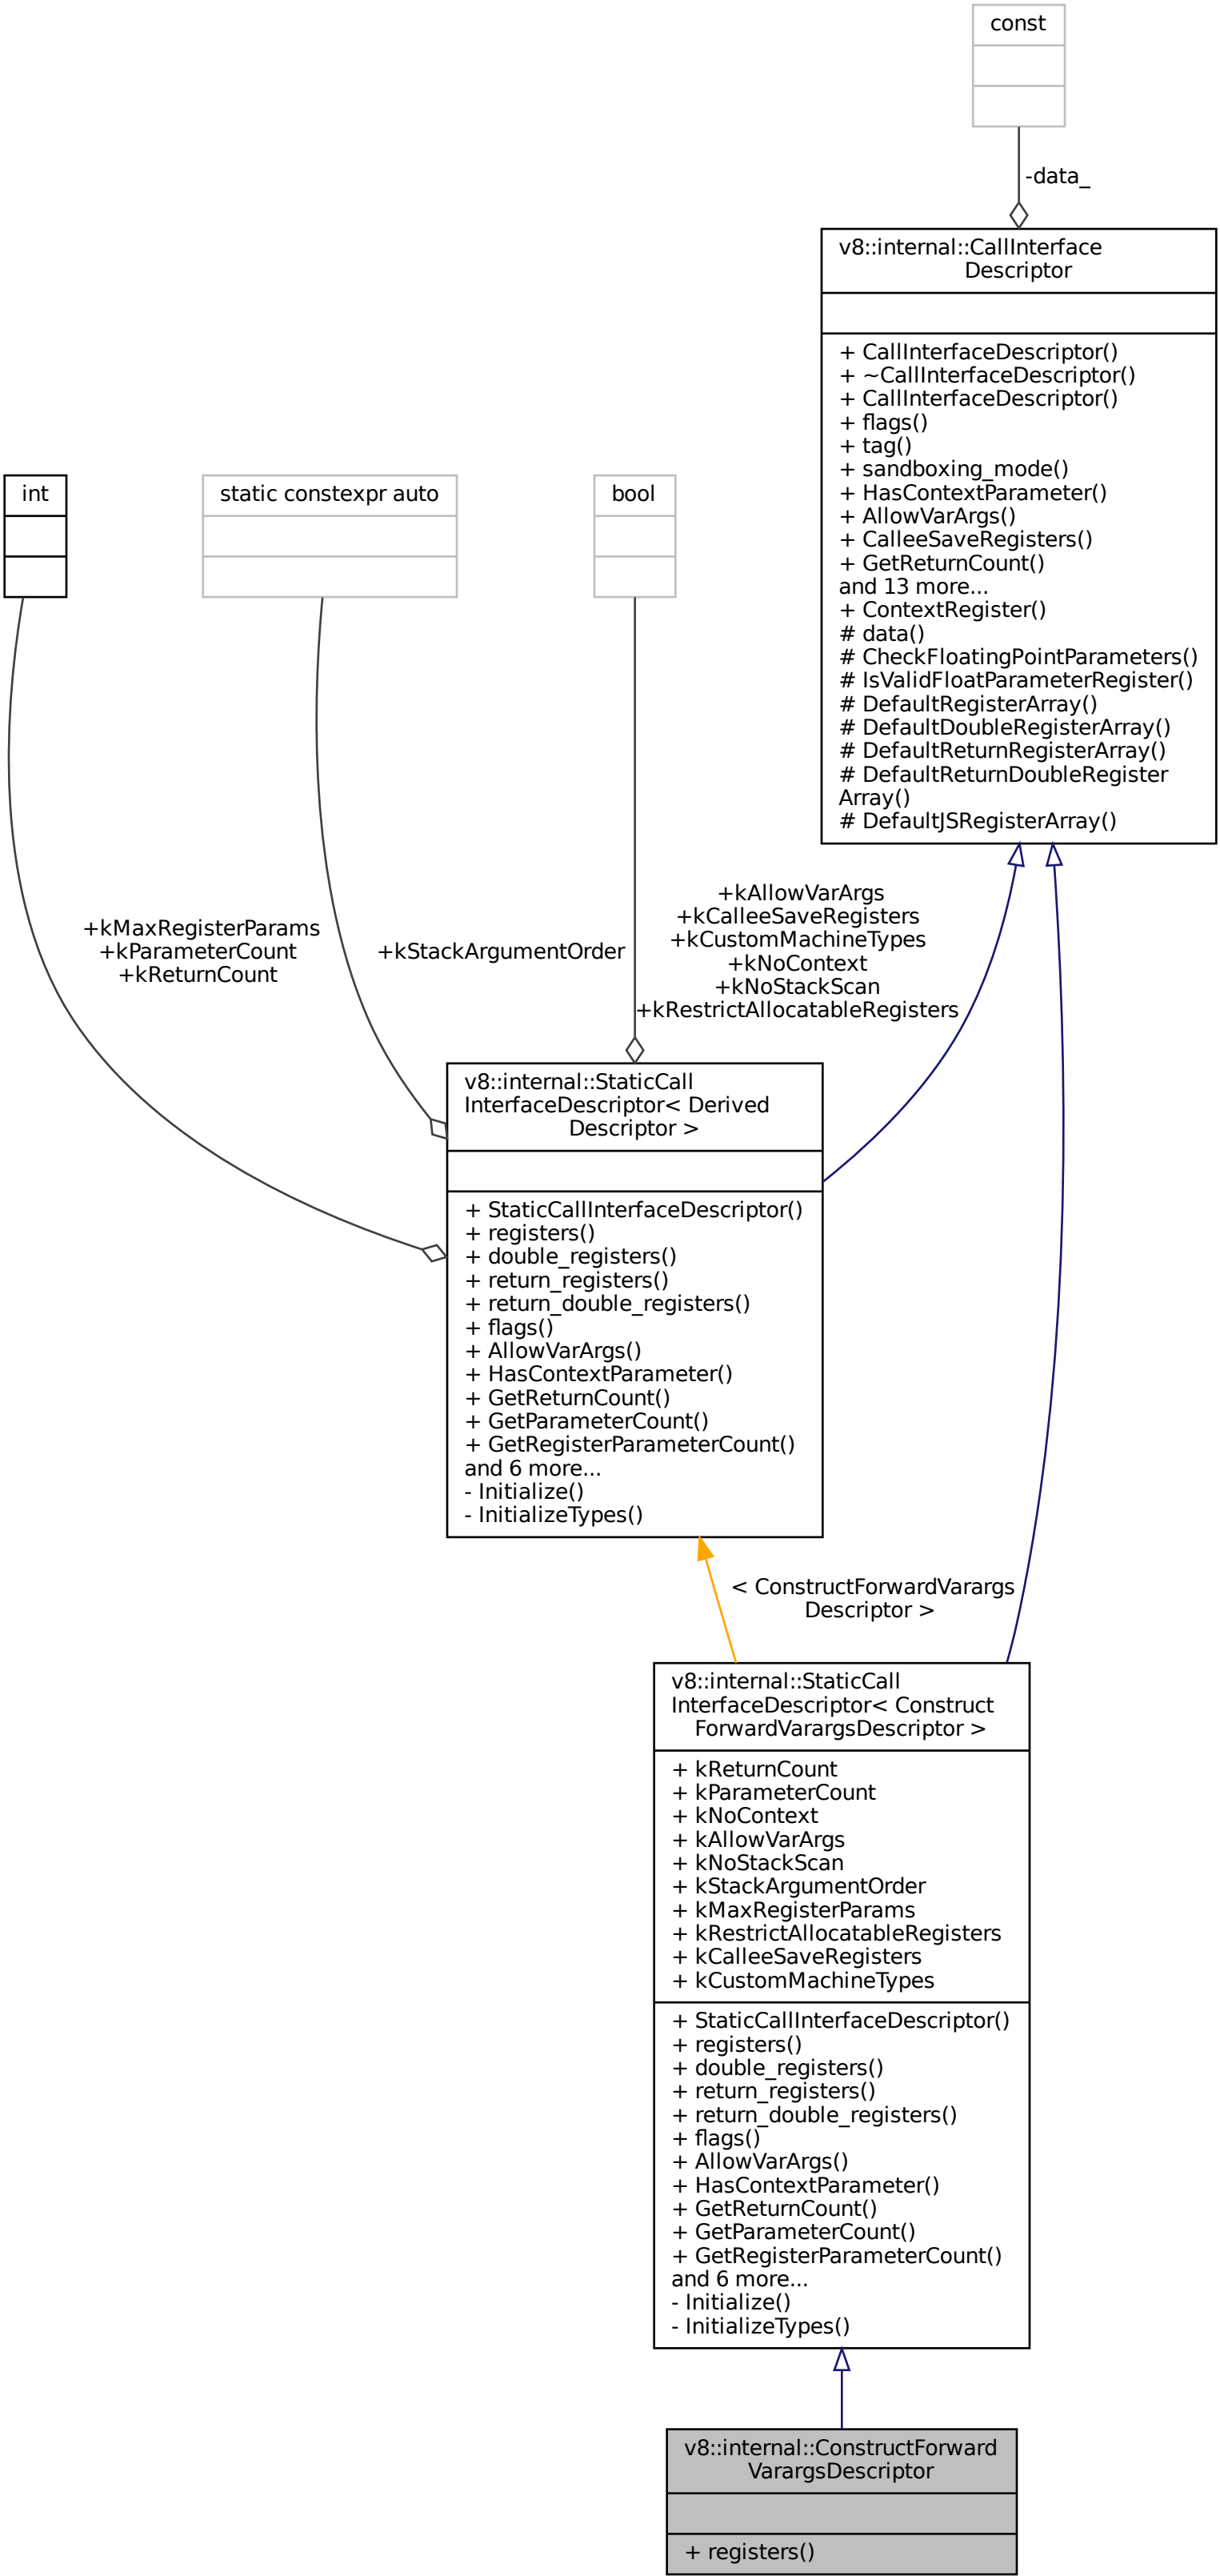 const
-data_
v8::internal::CallInterface
Descriptor
+ CallInterfaceDescriptor()
+ ~CallInterfaceDescriptor()
+ CallInterfaceDescriptor()
+ flags()
+ tag()
+ sandboxing_mode()
+ HasContextParameter()
+ AllowVarArgs()
+ CalleeSaveRegisters()
+ GetReturnCount()
and 13 more...
+ ContextRegister()
# data()
# CheckFloatingPointParameters()
# IsValidFloatParameterRegister()
# DefaultRegisterArray()
# DefaultDoubleRegisterArray()
# DefaultReturnRegisterArray()
# DefaultReturnDoubleRegister
Array()
# DefaultJSRegisterArray()
int
static constexpr auto
bool
+kMaxRegisterParams
+kParameterCount
+kReturnCount
+kStackArgumentOrder
+kAllowVarArgs
+kCalleeSaveRegisters
+kCustomMachineTypes
+kNoContext
+kNoStackScan
+kRestrictAllocatableRegisters
v8::internal::StaticCall
InterfaceDescriptor< Derived
Descriptor >
+ StaticCallInterfaceDescriptor()
+ registers()
+ double_registers()
+ return_registers()
+ return_double_registers()
+ flags()
+ AllowVarArgs()
+ HasContextParameter()
+ GetReturnCount()
+ GetParameterCount()
+ GetRegisterParameterCount()
and 6 more...
- Initialize()
- InitializeTypes()
< ConstructForwardVarargs
Descriptor >
v8::internal::StaticCall
InterfaceDescriptor< Construct
ForwardVarargsDescriptor >
+ kReturnCount
+ kParameterCount
+ kNoContext
+ kAllowVarArgs
+ kNoStackScan
+ kStackArgumentOrder
+ kMaxRegisterParams
+ kRestrictAllocatableRegisters
+ kCalleeSaveRegisters
+ kCustomMachineTypes
+ StaticCallInterfaceDescriptor()
+ registers()
+ double_registers()
+ return_registers()
+ return_double_registers()
+ flags()
+ AllowVarArgs()
+ HasContextParameter()
+ GetReturnCount()
+ GetParameterCount()
+ GetRegisterParameterCount()
and 6 more...
- Initialize()
- InitializeTypes()
v8::internal::ConstructForward
VarargsDescriptor
+ registers()